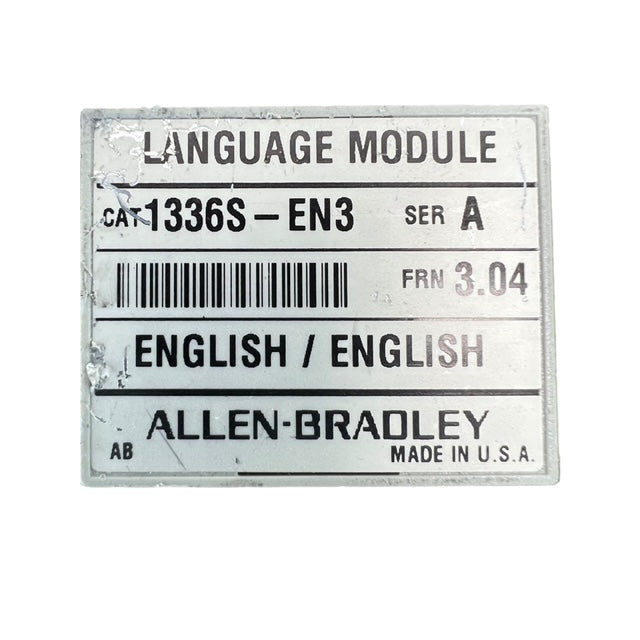 LANGUAGE MODULE
CAT 1336S - EN3 SER A
FRN 3.04
ENGLISH / ENGLISH
ALLEN-BRADLEY
AB MADE IN U.S.A.